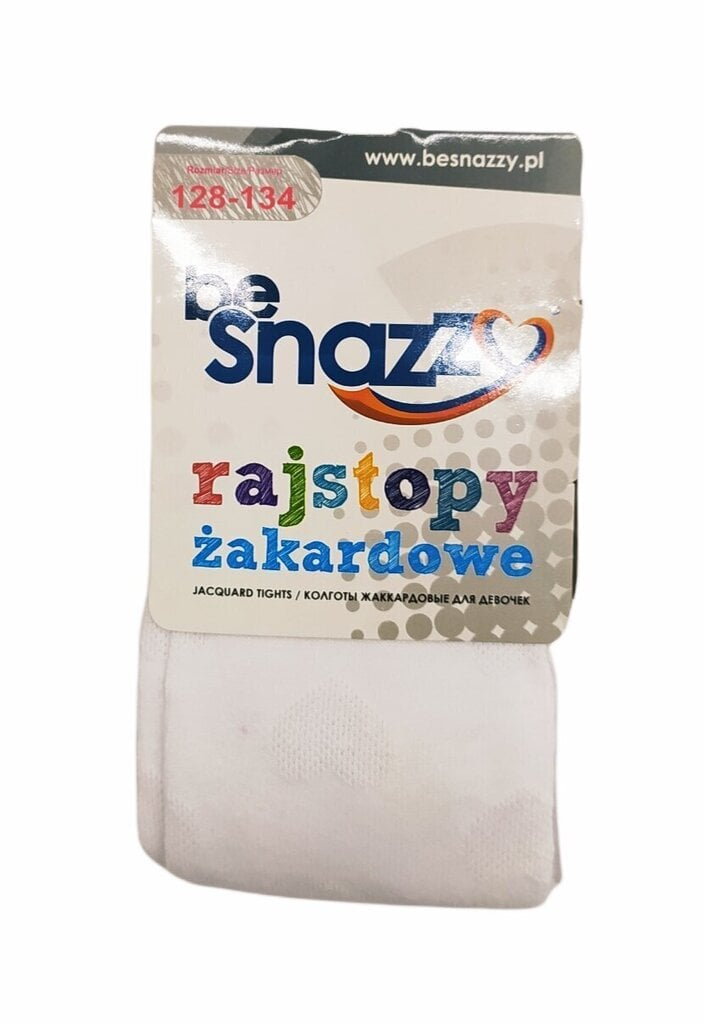 www.besnazzy.pl
Rozmiar/Size/Размер
128-134
be
Snazzy
rajstopy
żakardowe
JACQUARD TIGHTS / КОЛГОТЫ ЖАККАРДОВЫЕ ДЛЯ ДЕВОЧЕК